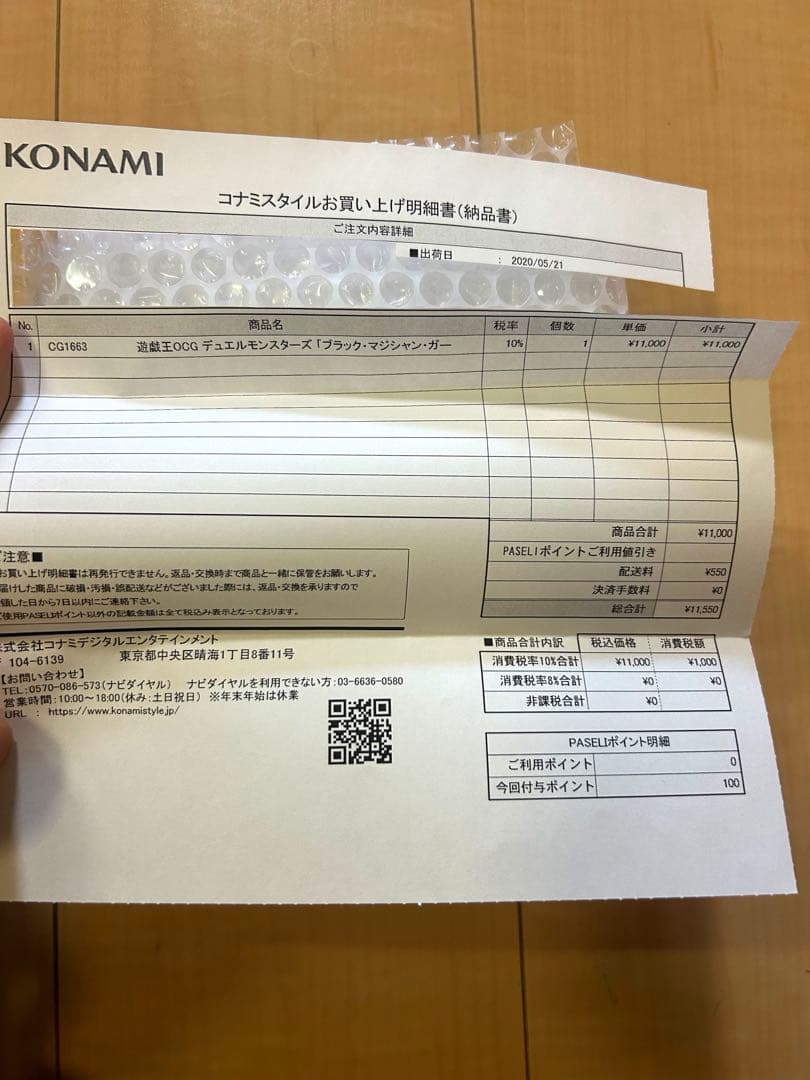 KONAMI
コナミスタイルお買い上げ明細書(納品書)
ご注文内容詳細
■出荷日 : 2020/05/21
No. 商品名 税率 個数 単価 小計
1 CG1663 遊戯王OCG デュエルモンスターズ 「ブラック・マジシャン・ガー 10% 1 ¥11,000 ¥11,000
商品合計 ¥11,000
PASELIポイントご利用値引き
配送料 ¥550
決済手数料 ¥0
総合計 ¥11,550
ご注意■
お買い上げ明細書は再発行できません。返品・交換時まで商品と一緒に保管をお願いします。
届けした商品に破損・汚損・誤配送などがございました際には、返品・交換を承りますので
領した日から7日以内にご連絡下さい。
使用PASELIポイント以外の記載金額は全て税込み表示となっております。
株式会社コナミデジタルエンタテインメント
〒 104-6139 東京都中央区晴海1丁目8番11号
【お問い合わせ】
TEL:0570-086-573(ナビダイヤル) ナビダイヤルを利用できない方:03-6636-0580
営業時間:10:00~18:00(休み:土日祝日) ※年末年始は休業
URL : https://www.konamistyle.jp/
■商品合計内訳 税込価格 消費税額
消費税率10%合計 ¥11,000 ¥1,000
消費税率8%合計 ¥0 ¥0
非課税合計 ¥0
PASELIポイント明細
ご利用ポイント 0
今回付与ポイント 100